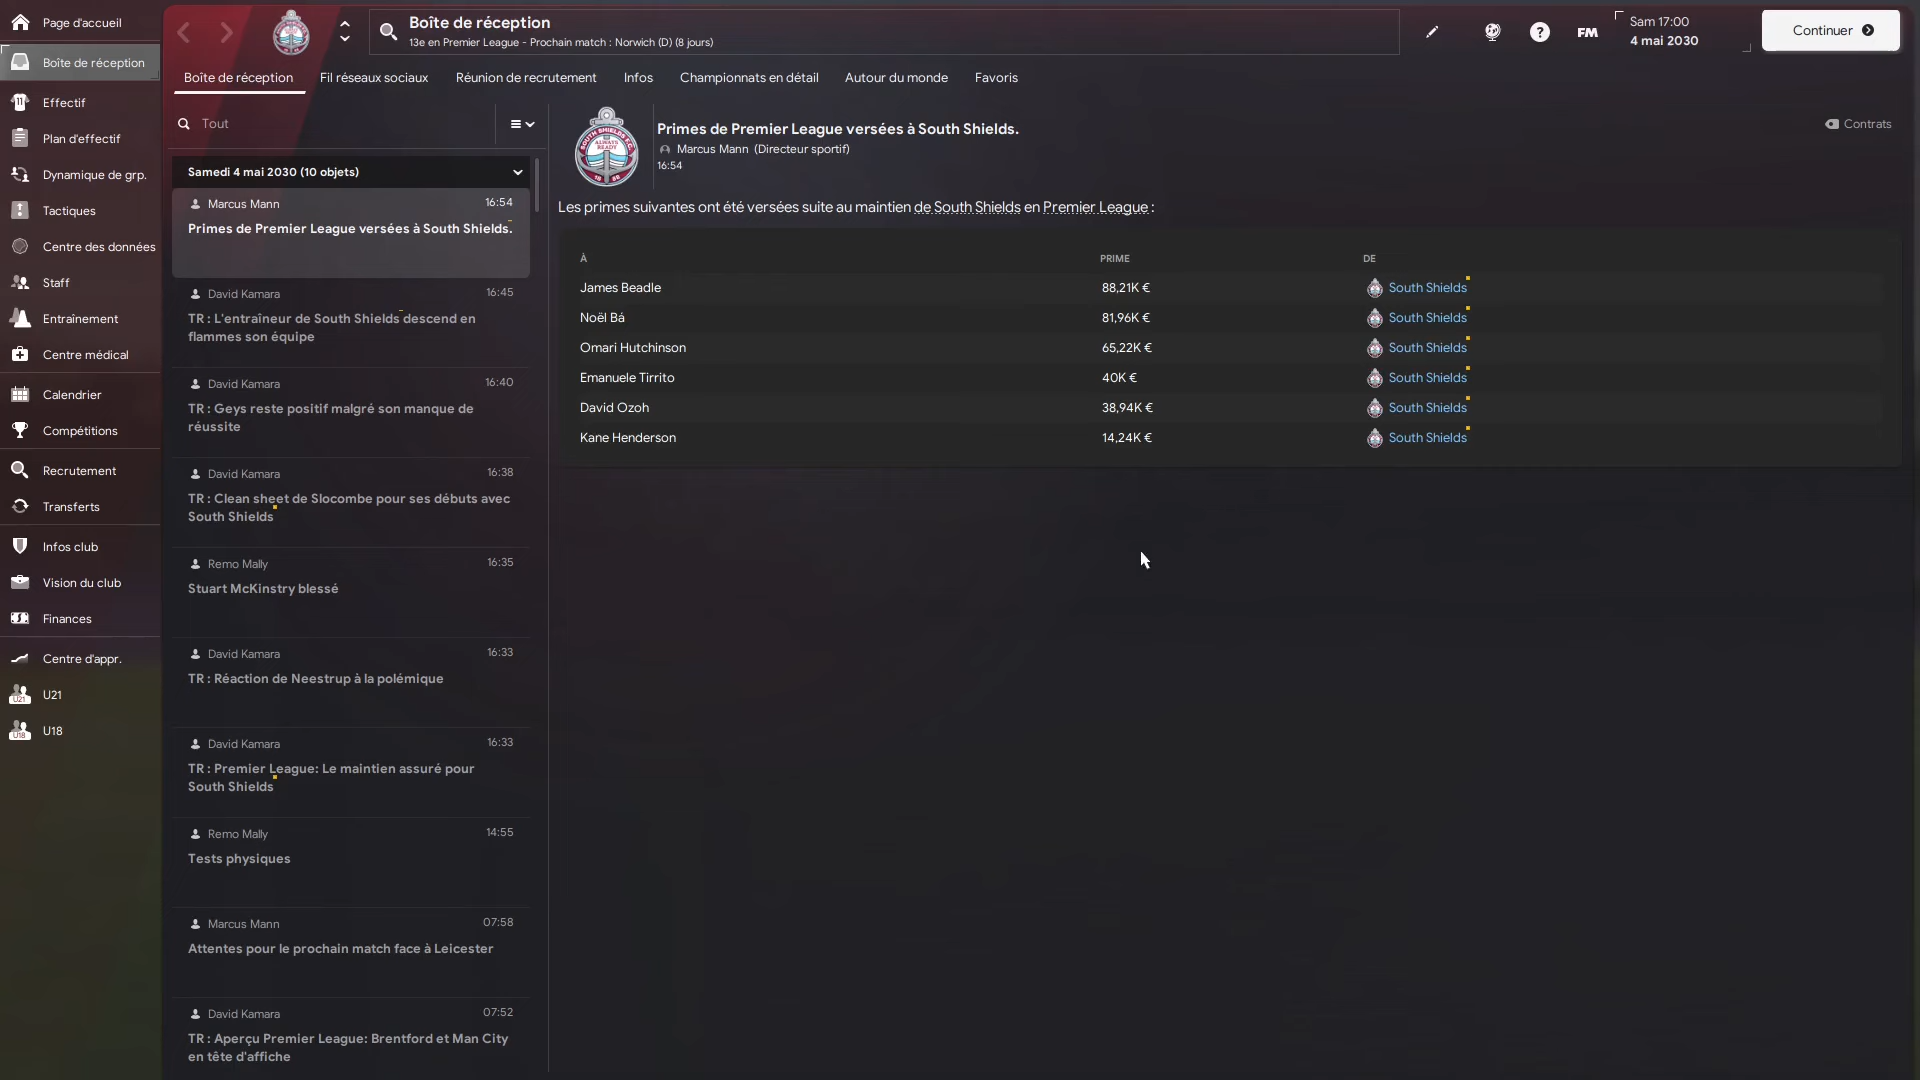 Page d'accueil
Boîte de réception
Effectif
Plan d'effectif
Dynamique de grp.
Tactiques
Centre des données
Staff
Entraînement
Centre médical
Calendrier
Compétitions
Recrutement
Transferts
Infos club
Vision du club
Finances
Centre d'appr.
U21
U18
Boîte de réception
13e en Premier League - Prochain match : Norwich (D) (8 jours)
FM
Sam 17:00
4 mai 2030
Continuer
Boîte de réception Fil réseaux sociaux Réunion de recrutement Infos Championnats en détail Autour du monde Favoris
Tout
Samedi 4 mai 2030 (10 objets)
Marcus Mann 16:54
Primes de Premier League versées à South Shields.
David Kamara 16:45
TR : L'entraîneur de South Shields descend en
flammes son équipe
David Kamara 16:40
TR : Geys reste positif malgré son manque de
réussite
David Kamara 16:38
TR : Clean sheet de Slocombe pour ses débuts avec
South Shields
Remo Mally 16:35
Stuart McKinstry blessé
David Kamara 16:33
TR : Réaction de Neestrup à la polémique
David Kamara 16:33
TR : Premier League: Le maintien assuré pour
South Shields
Remo Mally 14:55
Tests physiques
Marcus Mann 07:58
Attentes pour le prochain match face à Leicester
David Kamara 07:52
TR : Aperçu Premier League: Brentford et Man City
en tête d'affiche
Primes de Premier League versées à South Shields.
Marcus Mann (Directeur sportif)
16:54
Contrats
Les primes suivantes ont été versées suite au maintien de South Shields en Premier League :
À PRIME DE
James Beadle 88,21K € South Shields
Noël Bá 81,96K € South Shields
Omari Hutchinson 65,22K € South Shields
Emanuele Tirrito 40K € South Shields
David Ozoh 38,94K € South Shields
Kane Henderson 14,24K € South Shields